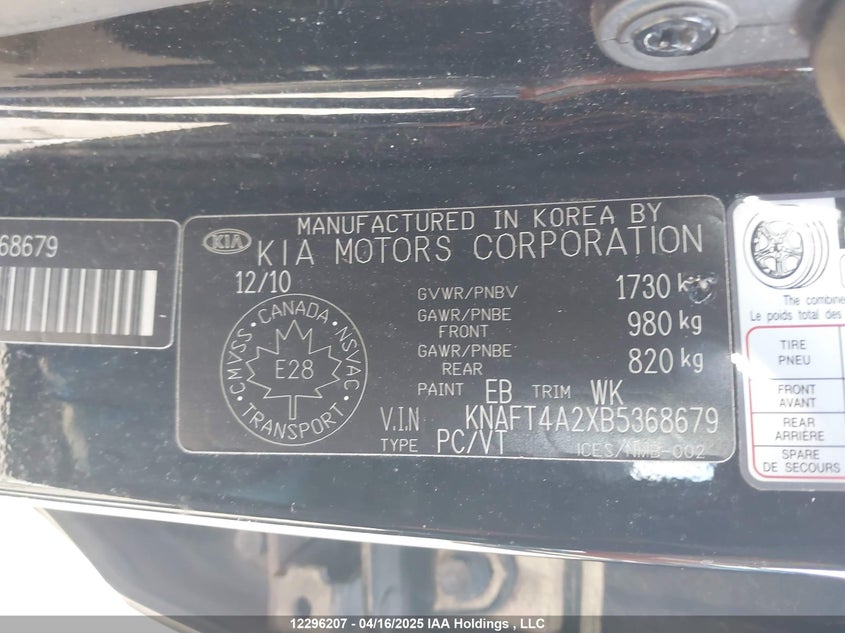 68679
MANUFACTURED IN KOREA BY
KIA KIA MOTORS CORPORATION
12/10
GVWR/PNBV 1730 kg
GAWR/PNBE FRONT 980 kg
GAWR/PNBE REAR 820 kg
PAINT EB TRIM WK
V.I.N KNAFT4A2XB5368679
TYPE PC/VT ICES/NMB-002
CMVSS · CANADA · NSVAC · TRANSPORT ·
E28
The combine
Le poids total des
TIRE
PNEU
FRONT
AVANT
REAR
ARRIÈRE
SPARE
DE SECOURS
12296207 - 04/16/2025 IAA Holdings , LLC